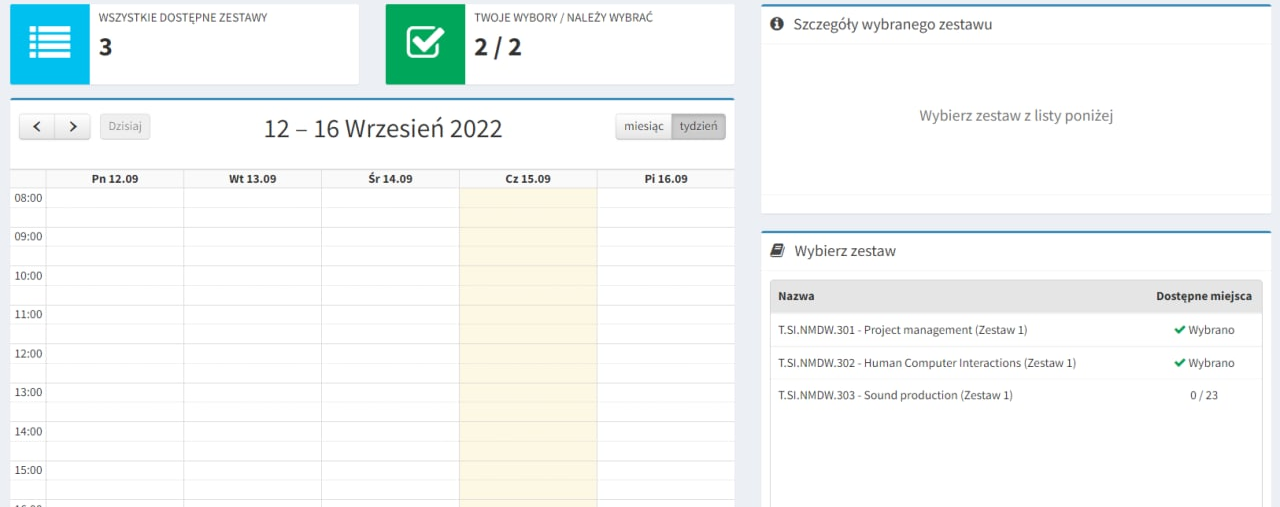 WSZYSTKIE DOSTĘPNE ZESTAWY
3
TWOJE WYBORY / NALEŻY WYBRAĆ
2 / 2
Dzisiaj
12 – 16 Wrzesień 2022
miesiąc tydzień
Pn 12.09 Wt 13.09 Śr 14.09 Cz 15.09 Pi 16.09
08:00
09:00
10:00
11:00
12:00
13:00
14:00
15:00
Szczegóły wybranego zestawu
Wybierz zestaw z listy poniżej
Wybierz zestaw
Nazwa Dostępne miejsca
T.SI.NMDW.301 - Project management (Zestaw 1) Wybrano
T.SI.NMDW.302 - Human Computer Interactions (Zestaw 1) Wybrano
T.SI.NMDW.303 - Sound production (Zestaw 1) 0 / 23